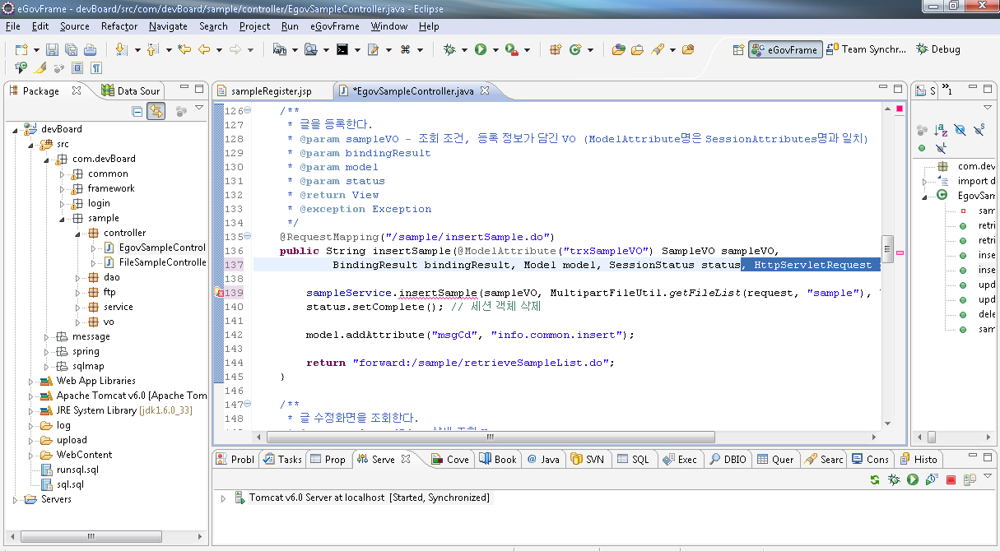 eGovFrame - devBoard/src/com/devBoard/sample/controller/EgovSampleController.java - Eclipse
File Edit Source Refactor Navigate Search Project Run eGovFrame Window Help
eGovFrame Team Synchr... Debug
Package Data Sour
devBoard
src
com.devBoard
common
framework
login
sample
controller
EgovSampleControl
FileSampleControlle
dao
ftp
service
vo
message
spring
sqlmap
Web App Libraries
Apache Tomcat v6.0 [Apache Tom
JRE System Library [jdk1.6.0_33]
log
upload
WebContent
runsql.sql
sql.sql
Servers
sampleRegister.jsp *EgovSampleController.java
126 /**
127 * 글을 등록한다.
128 * @param sampleVO - 조회 조건, 등록 정보가 담긴 VO (ModelAttribute명은 SessionAttributes명과 일치)
129 * @param bindingResult
130 * @param model
131 * @param status
132 * @return View
133 * @exception Exception
134 */
135 @RequestMapping("/sample/insertSample.do")
136 public String insertSample(@ModelAttribute("trxSampleVO") SampleVO sampleVO,
137 BindingResult bindingResult, Model model, SessionStatus status, HttpServletRequest
138
139 sampleService.insertSample(sampleVO, MultipartFileUtil.getFileList(request, "sample"),
140 status.setComplete(); // 세션 객체 삭제
141
142 model.addAttribute("msgCd", "info.common.insert");
143
144 return "forward:/sample/retrieveSampleList.do";
145 }
146
147 /**
148 * 글 수정화면을 조회한다.
S »1
com.dev
import d
EgovSam
sam
retri
retri
inse
inse
upd
upd
dele
sam
Probl Tasks Prop Serve Cove Book Java SVN SQL Exec DBIO Quer Searc Cons Histo
Tomcat v6.0 Server at localhost [Started, Synchronized]